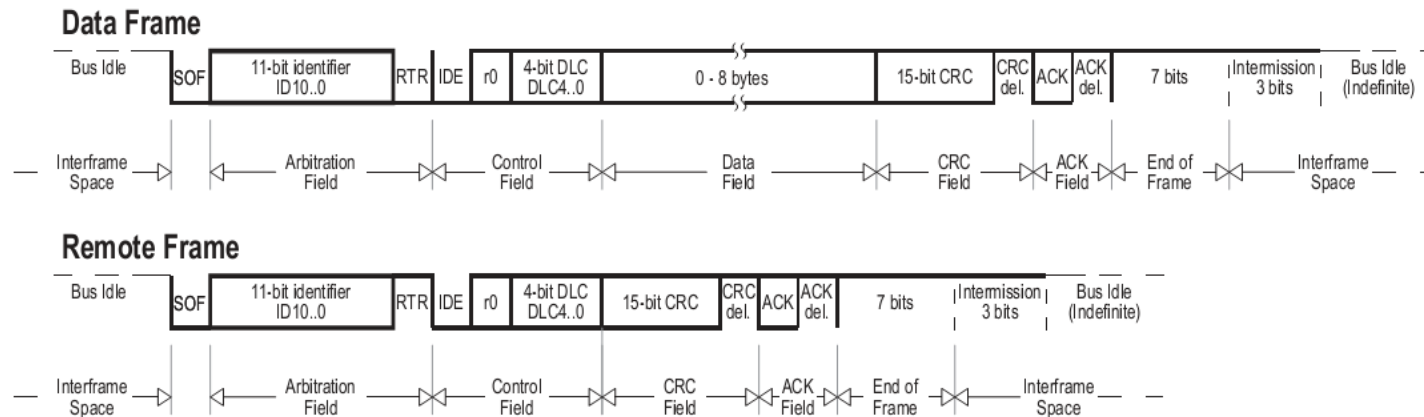 Data Frame
Bus Idle
SOF
11-bit identifier
ID10..0
RTR
IDE
r0
4-bit DLC
DLC4..0
0 - 8 bytes
15-bit CRC
CRC
del.
ACK
ACK
del.
7 bits
Intermission
3 bits
Bus Idle
(Indefinite)
Interframe
Space
Arbitration
Field
Control
Field
Data
Field
CRC
Field
ACK
Field
End of
Frame
Interframe
Space
Remote Frame
Bus Idle
SOF
11-bit identifier
ID10..0
RTR
IDE
r0
4-bit DLC
DLC4..0
15-bit CRC
CRC
del.
ACK
ACK
del.
7 bits
Intermission
3 bits
Bus Idle
(Indefinite)
Interframe
Space
Arbitration
Field
Control
Field
CRC
Field
ACK
Field
End of
Frame
Interframe
Space